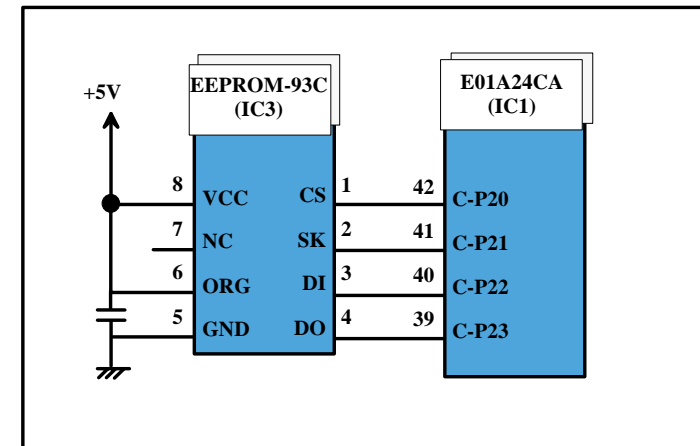 EEPROM-93C
(IC3)
E01A24CA
(IC1)
+5V
8 VCC CS 1 42 C-P20
7 NC SK 2 41 C-P21
6 ORG DI 3 40 C-P22
5 GND DO 4 39 C-P23